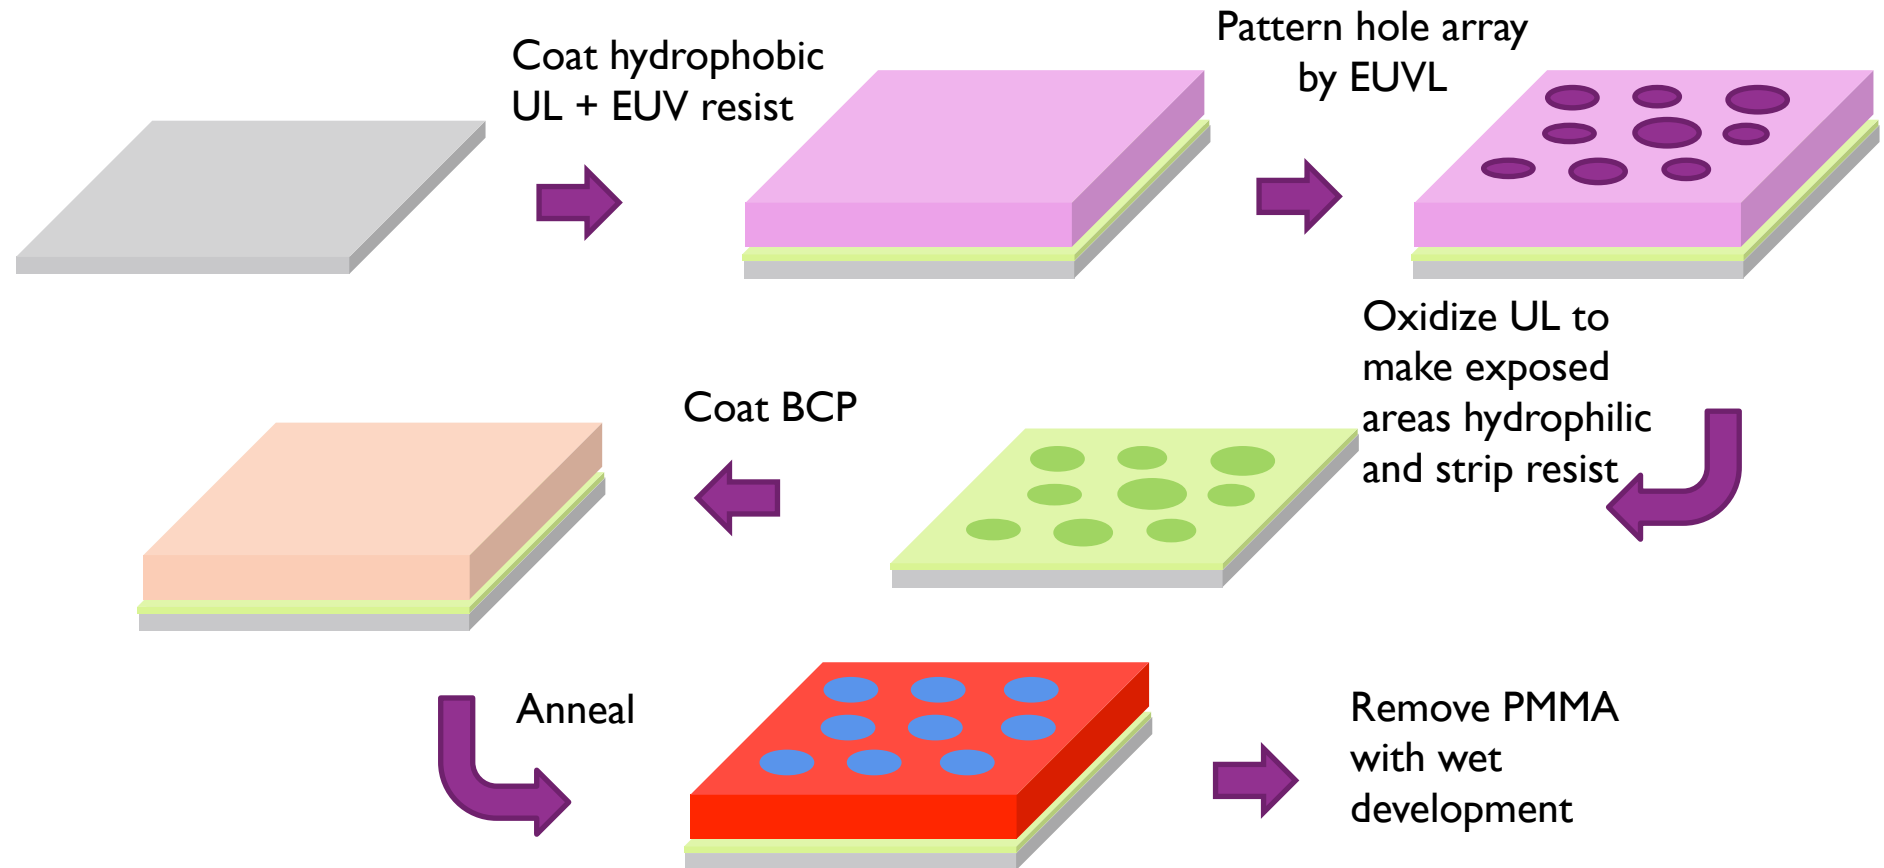 Coat hydrophobic
UL + EUV resist
Pattern hole array
by EUVL
Oxidize UL to
make exposed
areas hydrophilic
and strip resist
Coat BCP
Anneal
Remove PMMA
with wet
development